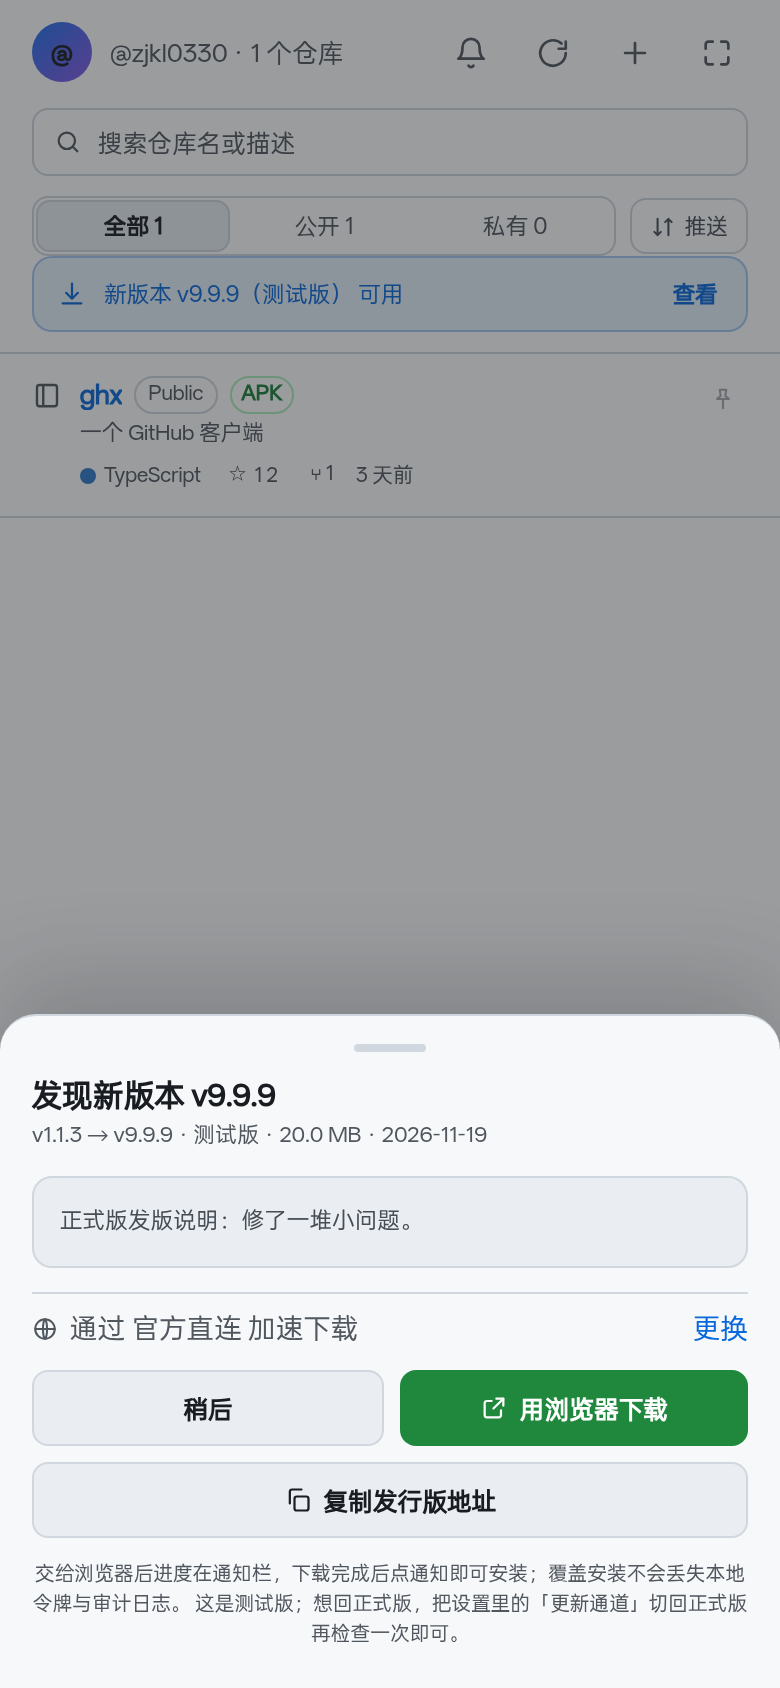 @ @zjkl0330 · 1 个仓库
搜索仓库名或描述
全部 1 公开 1 私有 0 推送
新版本 v9.9.9（测试版） 可用 查看
ghx Public APK
一个 GitHub 客户端
TypeScript ☆ 12 1 3 天前
发现新版本 v9.9.9
v1.1.3 → v9.9.9 · 测试版 · 20.0 MB · 2026-11-19
正式版发版说明：修了一堆小问题。
通过 官方直连 加速下载 更换
稍后 用浏览器下载
复制发行版地址
交给浏览器后进度在通知栏，下载完成后点通知即可安装；覆盖安装不会丢失本地
令牌与审计日志。 这是测试版；想回正式版，把设置里的「更新通道」切回正式版
再检查一次即可。